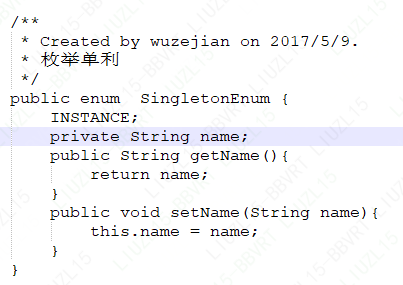 /**
 * Created by wuzejian on 2017/5/9.
 * 枚举单利
 */
public enum  SingletonEnum {
    INSTANCE;
    private String name;
    public String getName(){
        return name;
    }
    public void setName(String name){
        this.name = name;
    }
}